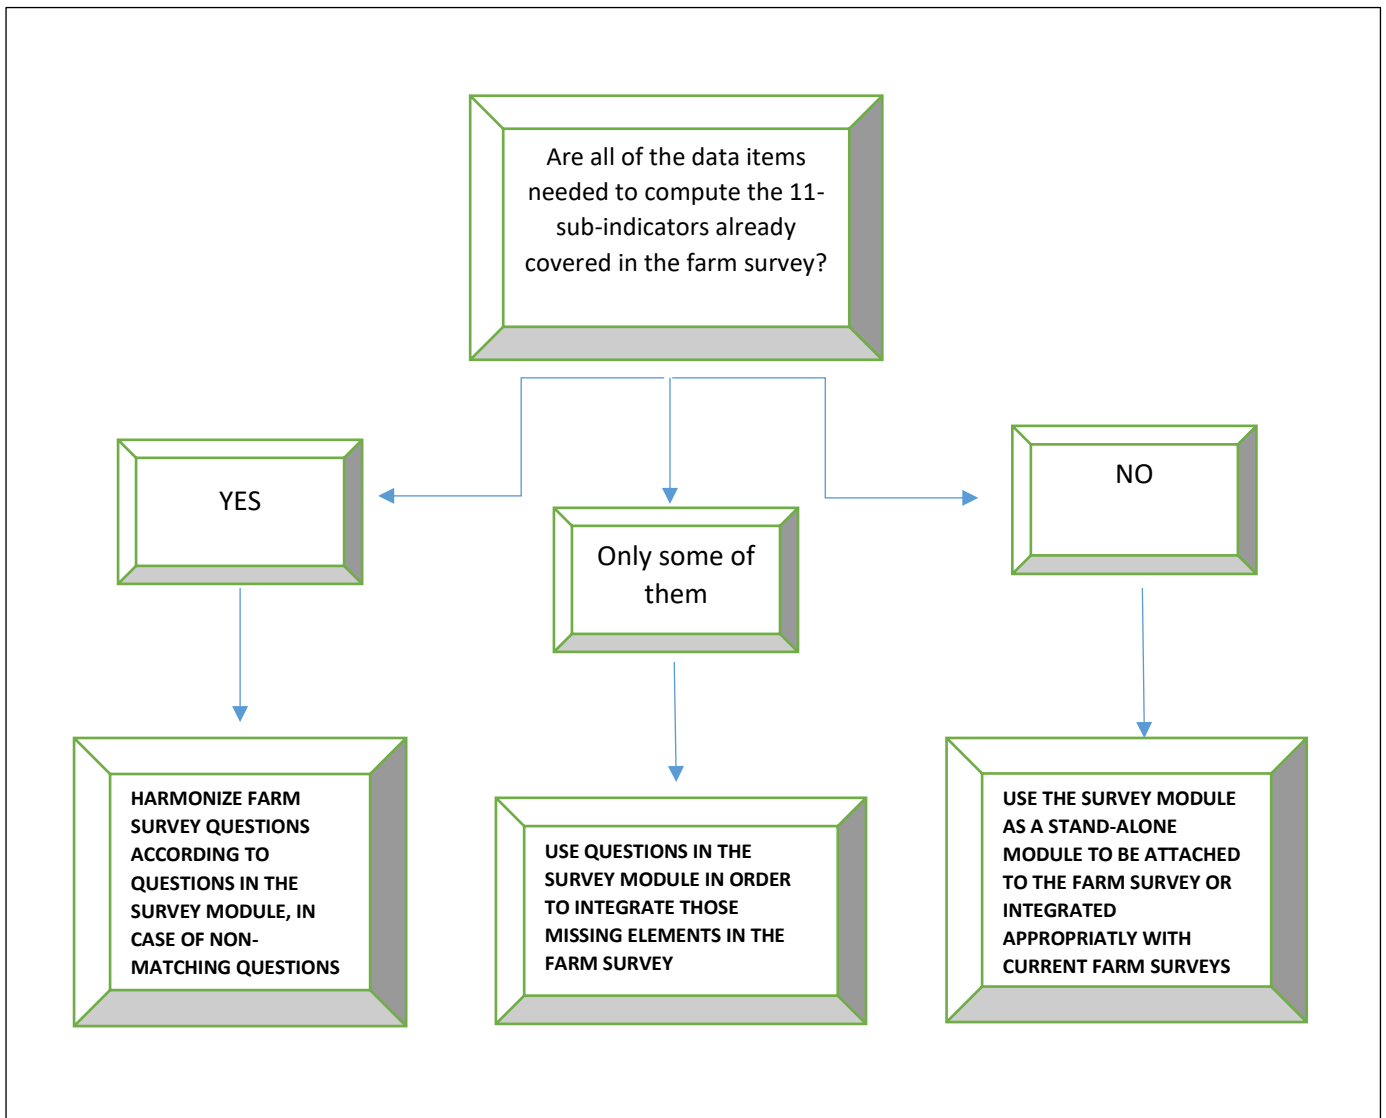 Are all of the data items
needed to compute the 11-
sub-indicators already
covered in the farm survey?
YES
Only some of
them
NO
HARMONIZE FARM
SURVEY QUESTIONS
ACCORDING TO
QUESTIONS IN THE
SURVEY MODULE, IN
CASE OF NON-
MATCHING QUESTIONS
USE QUESTIONS IN THE
SURVEY MODULE IN ORDER
TO INTEGRATE THOSE
MISSING ELEMENTS IN THE
FARM SURVEY
USE THE SURVEY MODULE
AS A STAND-ALONE
MODULE TO BE ATTACHED
TO THE FARM SURVEY OR
INTEGRATED
APPROPRIATLY WITH
CURRENT FARM SURVEYS